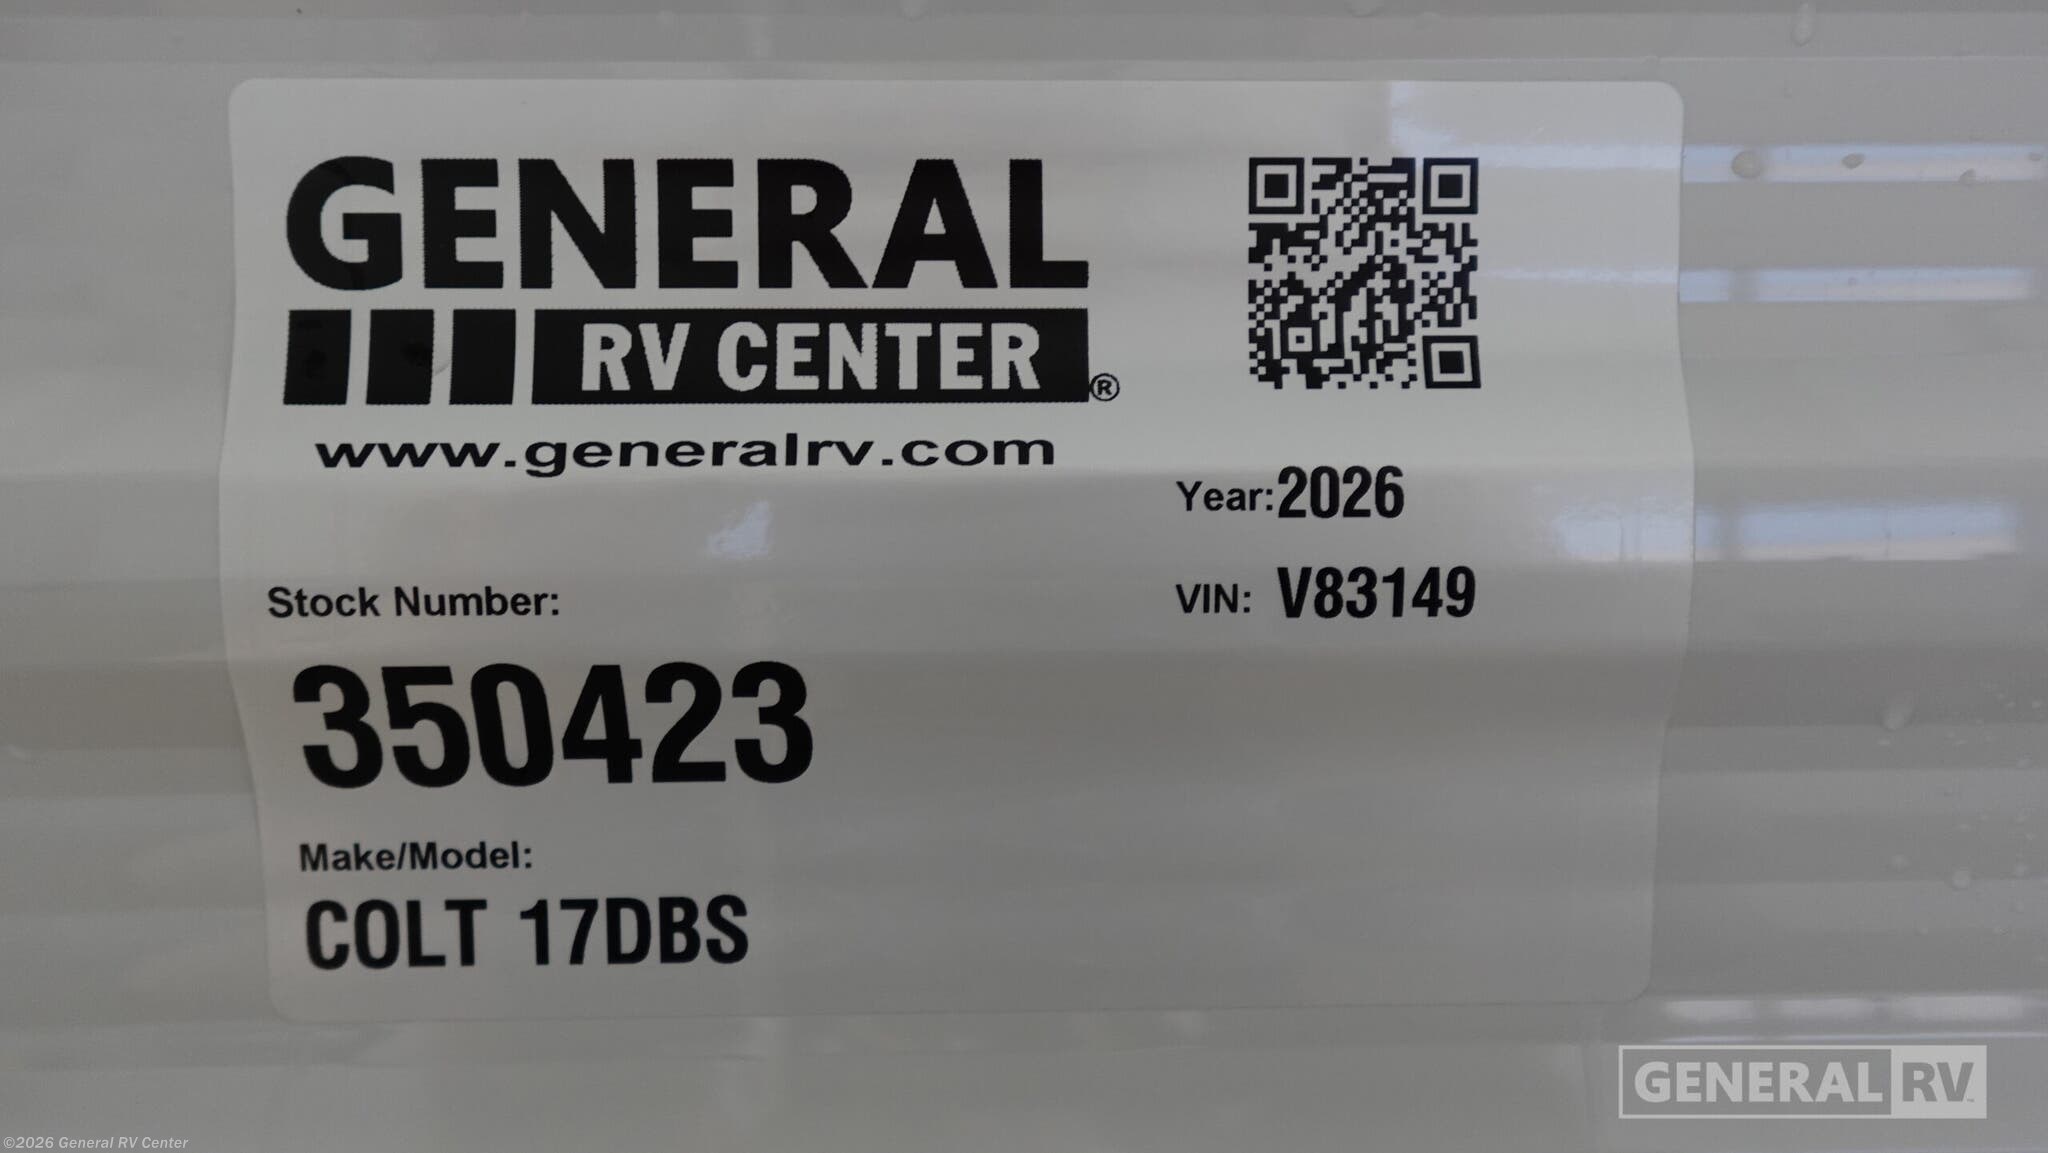 GENERAL
RV CENTER®
www.generalrv.com
Year: 2026
VIN: V83149
Stock Number:
350423
Make/Model:
COLT 17DBS
GENERAL RV™
©2026 General RV Center